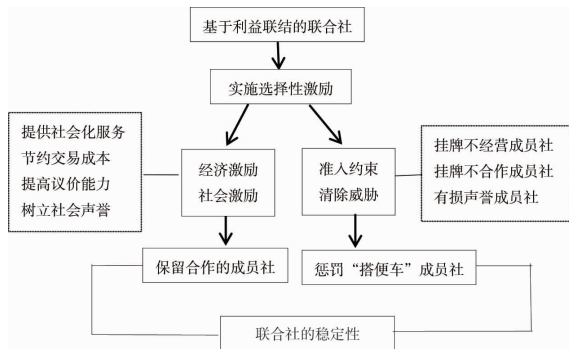 基于利益联结的联合社
实施选择性激励
提供社会化服务
节约交易成本
提高议价能力
树立社会声誉
经济激励
社会激励
准入约束
清除威胁
挂牌不经营成员社
挂牌不合作成员社
有损声誉成员社
保留合作的成员社
惩罚“搭便车”成员社
联合社的稳定性